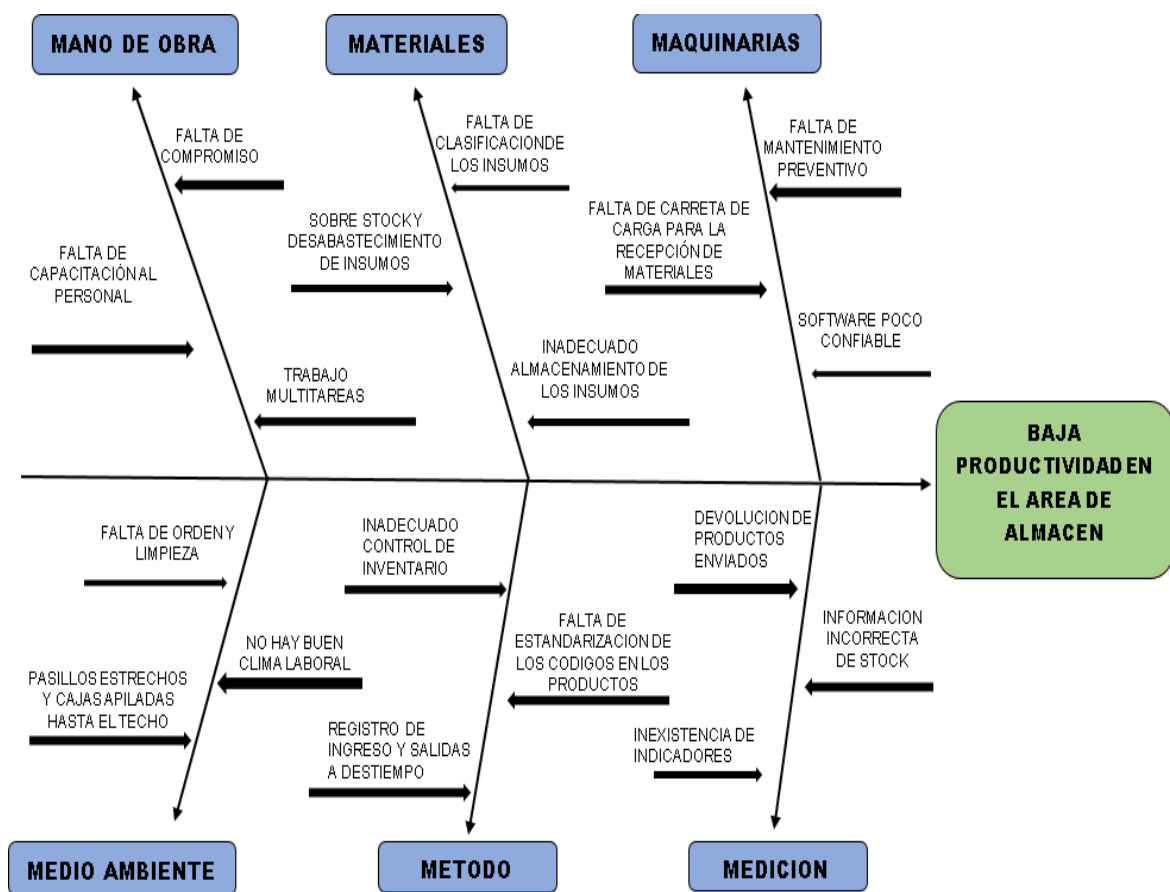 MANO DE OBRA
MATERIALES
MAQUINARIAS
FALTA DE
COMPROMISO
FALTA DE
CAPACITACIÓN AL
PERSONAL
TRABAJO
MULTITAREAS
FALTA DE
CLASIFICACIONDE
LOS INSUMOS
SOBRE STOCK Y
DESABASTECIMIENTO
DE INSUMOS
INADECUADO
ALMACENAMIENTO DE
LOS INSUMOS
FALTA DE
MANTENIMIENTO
PREVENTIVO
FALTA DE CARRETA DE
CARGA PARA LA
RECEPCIÓN DE
MATERIALES
SOFTWARE POCO
CONFIABLE
BAJA
PRODUCTIVIDAD EN
EL AREA DE
ALMACEN
FALTA DE ORDEN Y
LIMPIEZA
NO HAY BUEN
CLIMA LABORAL
PASILLOS ESTRECHOS
Y CAJAS APILADAS
HASTA EL TECHO
INADECUADO
CONTROL DE
INVENTARIO
FALTA DE
ESTANDARIZACION DE
LOS CODIGOS EN LOS
PRODUCTOS
REGISTRO DE
INGRESO Y SALIDAS
A DESTIEMPO
DEVOLUCION DE
PRODUCTOS
ENVIADOS
INFORMACION
INCORRECTA
DE STOCK
INEXISTENCIA DE
INDICADORES
MEDIO AMBIENTE
METODO
MEDICION